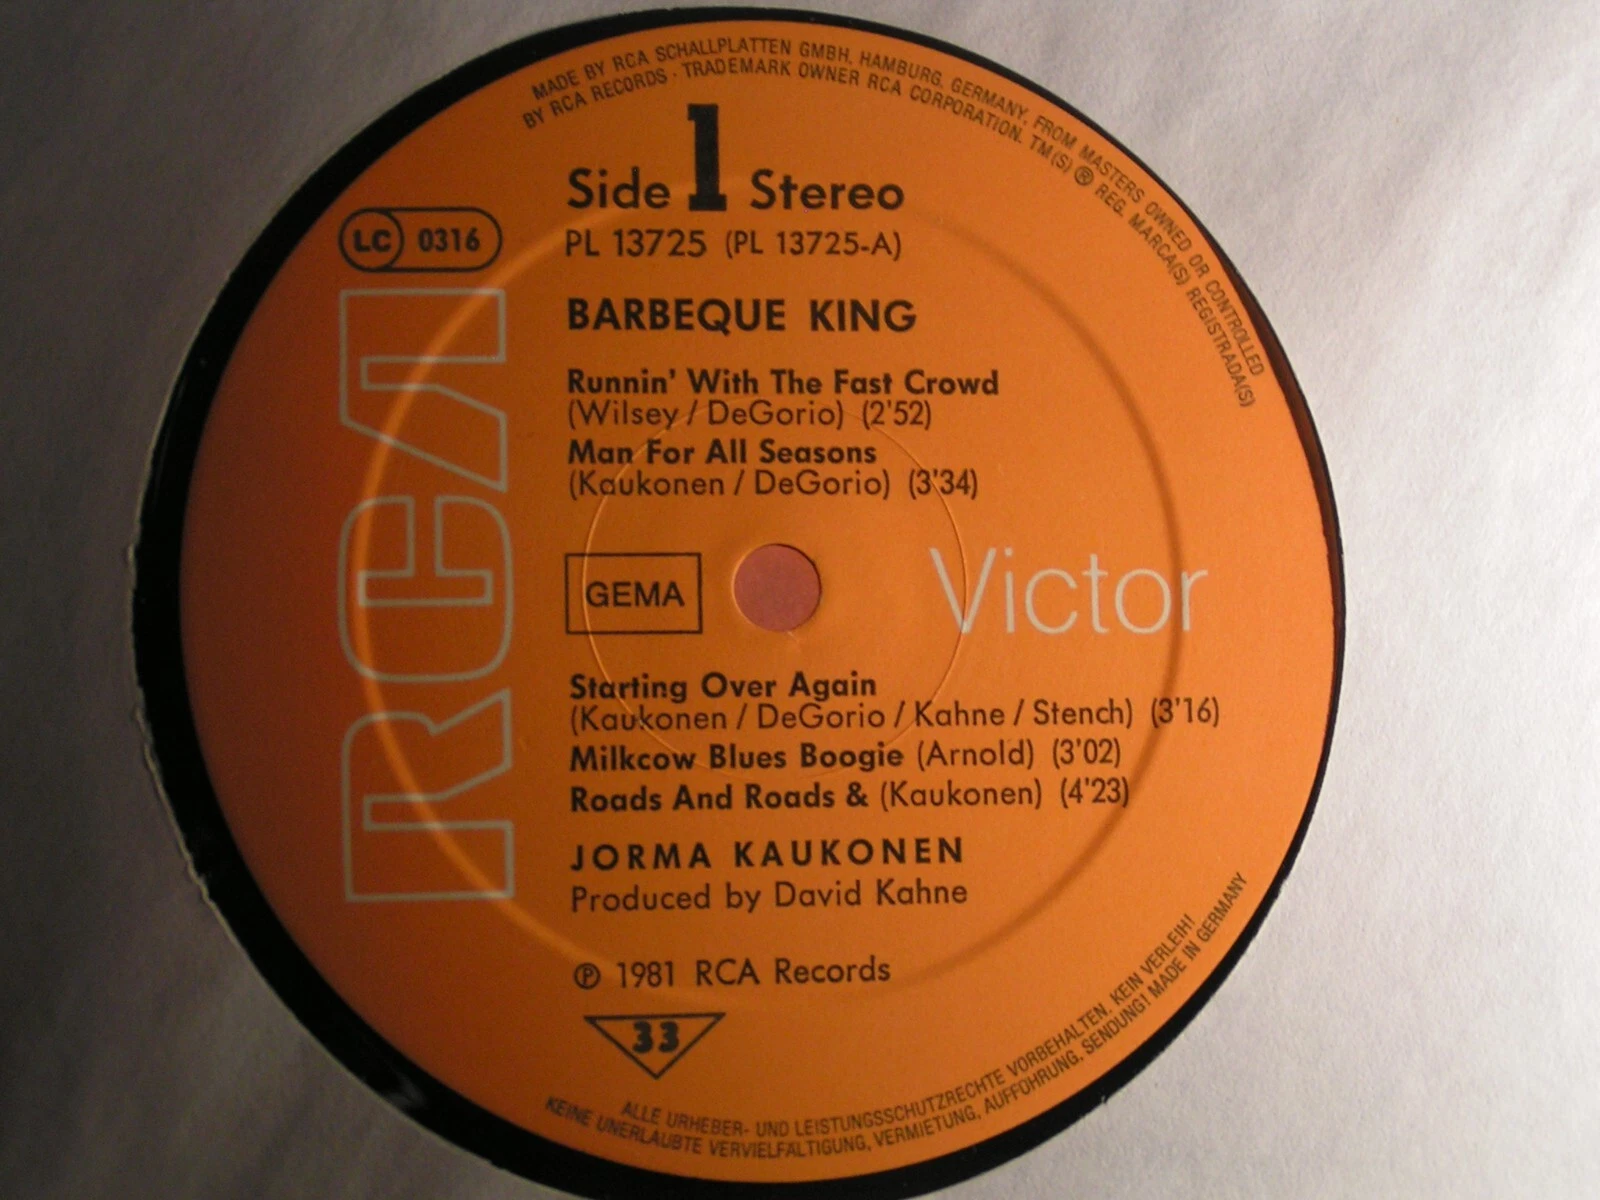 MADE BY RCA SCHALLPLATTEN GMBH, HAMBURG, GERMANY, FROM MASTERS OWNED OR CONTROLLED
BY RCA RECORDS · TRADEMARK OWNER RCA CORPORATION. TM(S) ® REG. MARCA(S) REGISTRADA(S)
Side 1 Stereo
LC 0316
PL 13725 (PL 13725-A)
BARBEQUE KING
Runnin' With The Fast Crowd
(Wilsey / DeGorio) (2'52)
Man For All Seasons
(Kaukonen / DeGorio) (3'34)
RCA
GEMA
Victor
Starting Over Again
(Kaukonen / DeGorio / Kahne / Stench) (3'16)
Milkcow Blues Boogie (Arnold) (3'02)
Roads And Roads & (Kaukonen) (4'23)
JORMA KAUKONEN
Produced by David Kahne
℗ 1981 RCA Records
33
ALLE URHEBER- UND LEISTUNGSSCHUTZRECHTE VORBEHALTEN. KEIN VERLEIH!
KEINE UNERLAUBTE VERVIELFÄLTIGUNG, VERMIETUNG, AUFFÜHRUNG, SENDUNG! MADE IN GERMANY